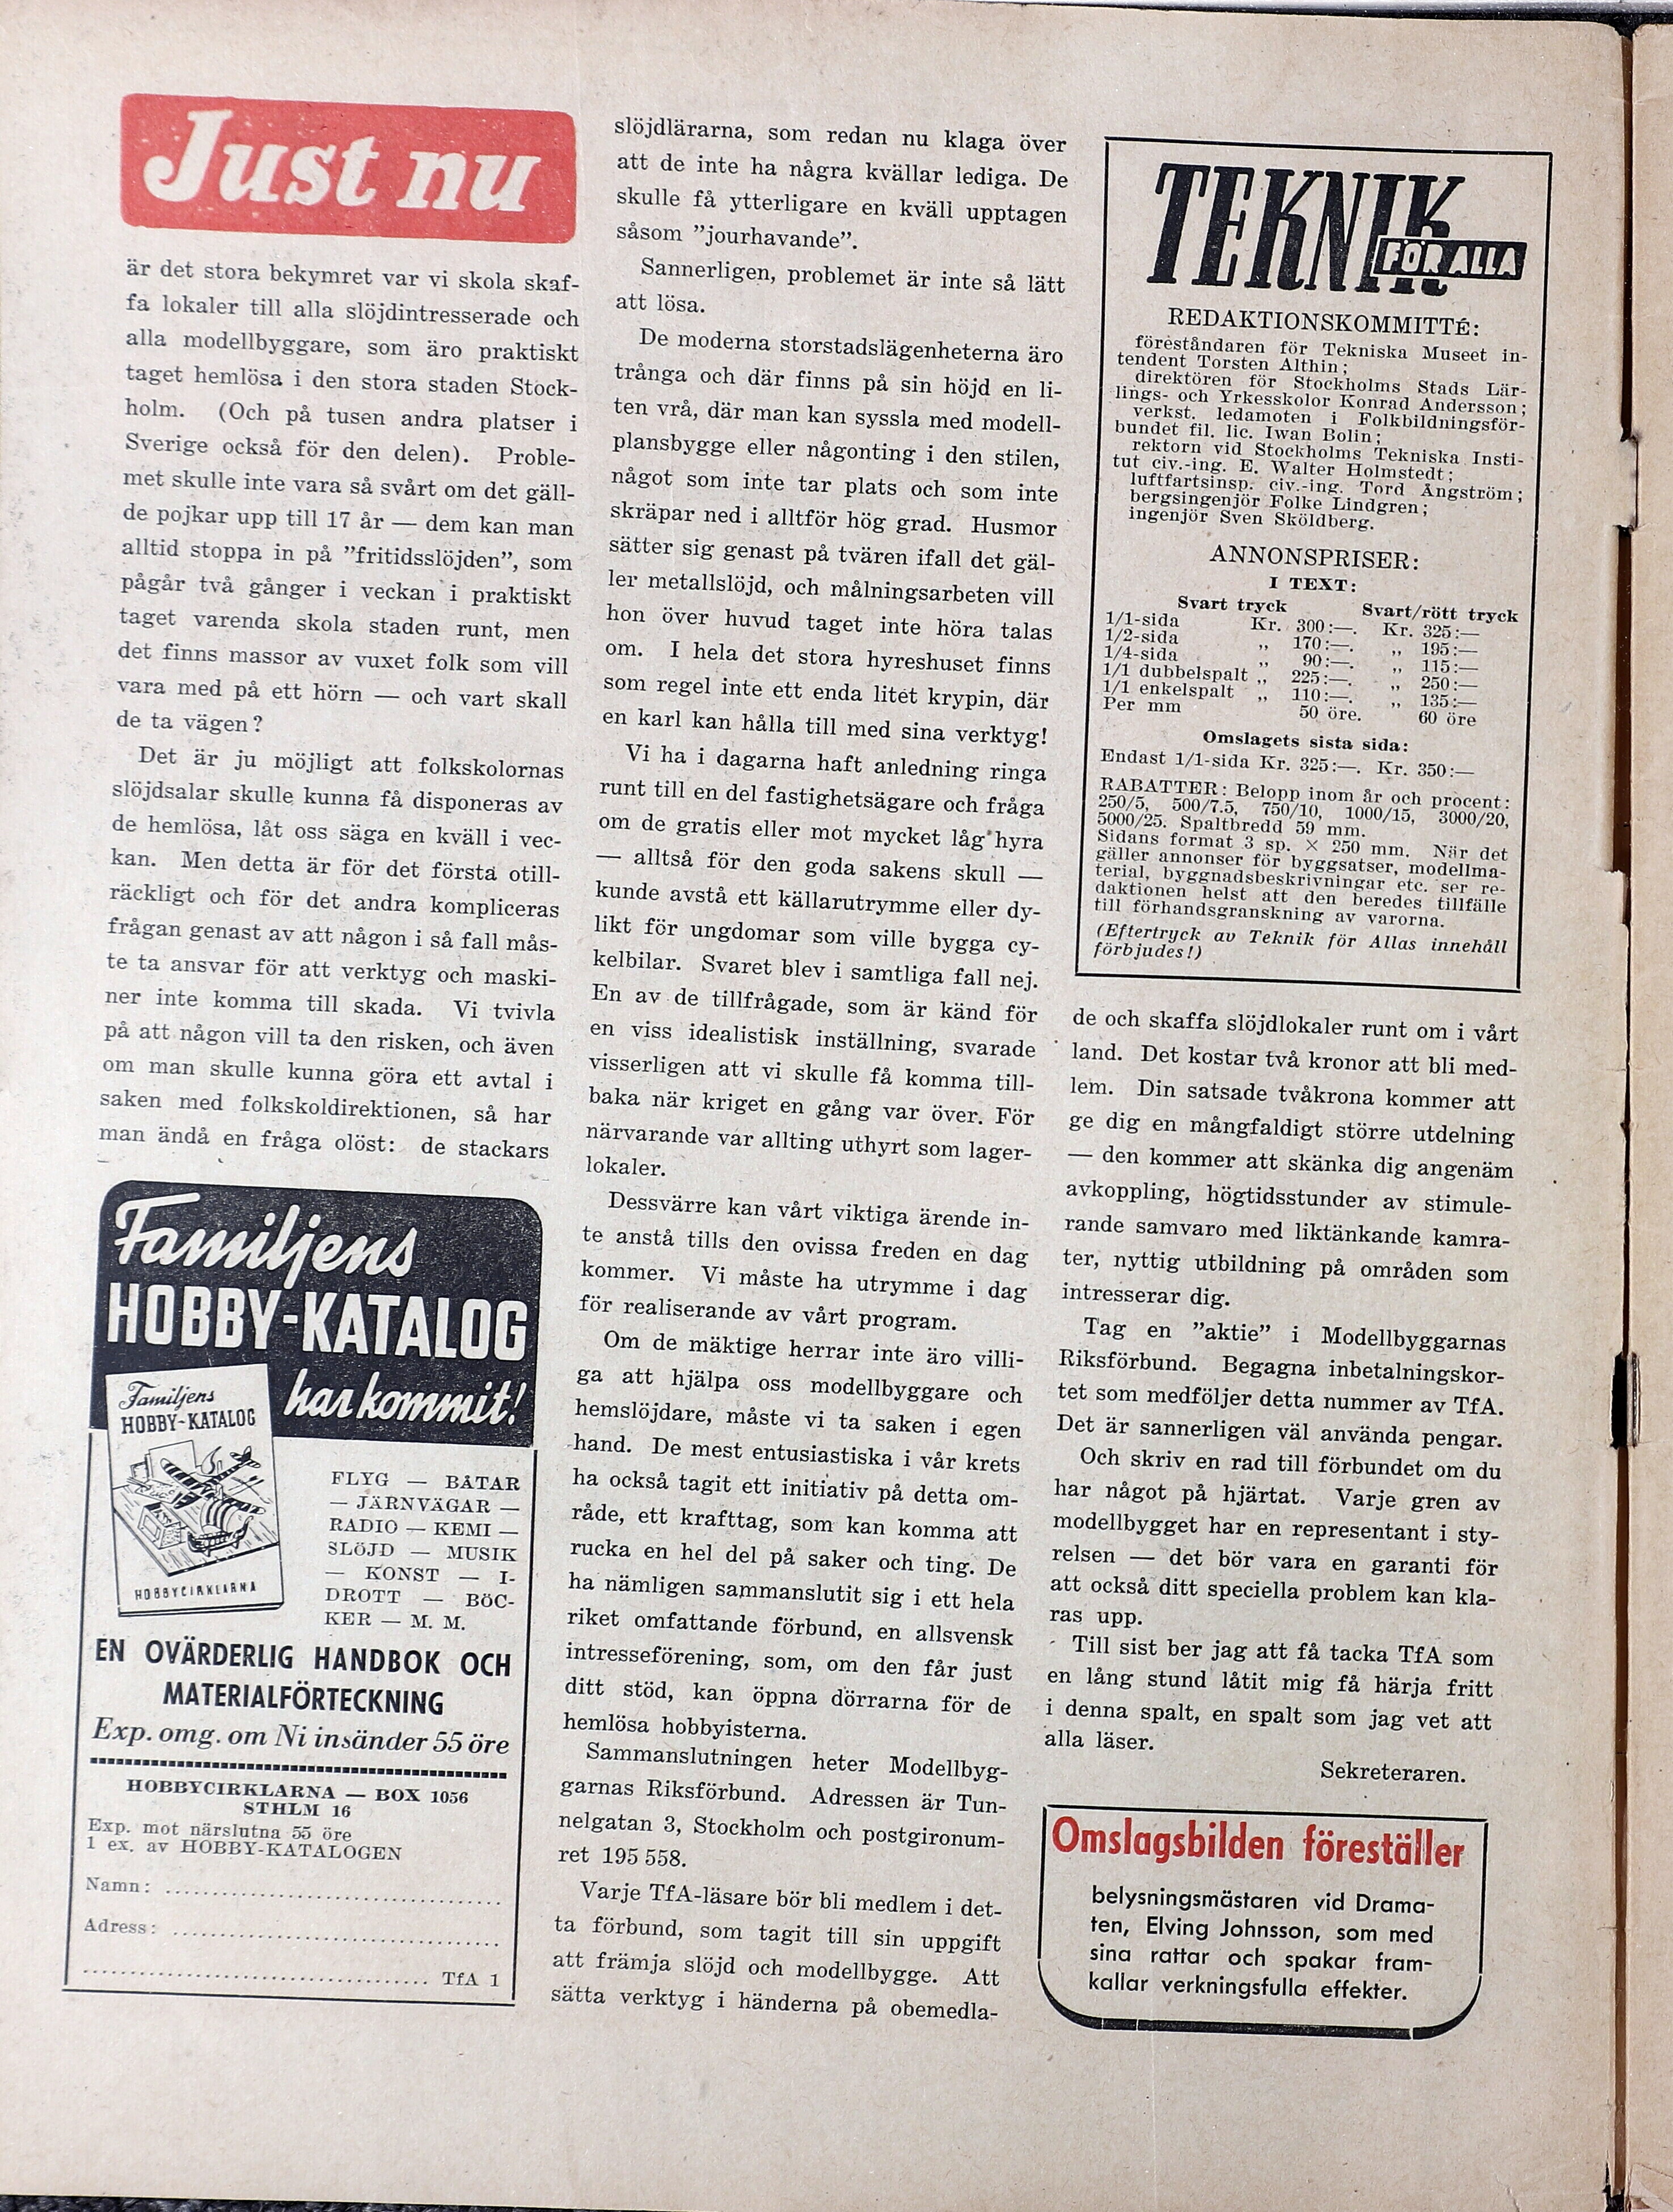 Just nu
är det stora bekymret var vi skola skaf-
fa lokaler till alla slöjdintresserade och
alla modellbyggare, som äro praktiskt
taget hemlösa i den stora staden Stock-
holm. (Och på tusen andra platser i
Sverige också för den delen). Proble-
met skulle inte vara så svårt om det gäll-
de pojkar upp till 17 år — dem kan man
alltid stoppa in på ”fritidsslöjden”, som
pågår två gånger i veckan i praktiskt
taget varenda skola staden runt, men
det finns massor av vuxet folk som vill
vara med på ett hörn — och vart skall
de ta vägen?
Det är ju möjligt att folkskolornas
slöjdsalar skulle kunna få disponeras av
de hemlösa, låt oss säga en kväll i vec-
kan. Men detta är för det första otill-
räckligt och för det andra kompliceras
frågan genast av att någon i så fall mås-
te ta ansvar för att verktyg och maski-
ner inte komma till skada. Vi tvivla
på att någon vill ta den risken, och även
om man skulle kunna göra ett avtal i
saken med folkskoldirektionen, så har
man ändå en fråga olöst: de stackars
Familjens
HOBBY-KATALOG
har kommit!
Familjens
HOBBY-KATALOG
HOBBYCIRKLARNA
FLYG — BÅTAR
— JÄRNVÄGAR —
RADIO — KEMI —
SLÖJD — MUSIK
— KONST — I-
DROTT — BÖC-
KER — M. M.
EN OVÄRDERLIG HANDBOK OCH
MATERIALFÖRTECKNING
Exp. omg. om Ni insänder 55 öre
HOBBYCIRKLARNA — BOX 1056
STHLM 16
Exp. mot närslutna 55 öre
1 ex. av HOBBY-KATALOGEN
Namn: ....................................
Adress: ....................................
.................................... TfA 1
slöjdlärarna, som redan nu klaga över
att de inte ha några kvällar lediga. De
skulle få ytterligare en kväll upptagen
såsom ”jourhavande”.
Sannerligen, problemet är inte så lätt
att lösa.
De moderna storstadslägenheterna äro
trånga och där finns på sin höjd en li-
ten vrå, där man kan syssla med modell-
plansbygge eller någonting i den stilen,
något som inte tar plats och som inte
skräpar ned i alltför hög grad. Husmor
sätter sig genast på tvären ifall det gäl-
ler metallslöjd, och målningsarbeten vill
hon över huvud taget inte höra talas
om. I hela det stora hyreshuset finns
som regel inte ett enda litet krypin, där
en karl kan hålla till med sina verktyg!
Vi ha i dagarna haft anledning ringa
runt till en del fastighetsägare och fråga
om de gratis eller mot mycket låg hyra
— alltså för den goda sakens skull —
kunde avstå ett källarutrymme eller dy-
likt för ungdomar som ville bygga cy-
kelbilar. Svaret blev i samtliga fall nej.
En av de tillfrågade, som är känd för
en viss idealistisk inställning, svarade
visserligen att vi skulle få komma till-
baka när kriget en gång var över. För
närvarande var allting uthyrt som lager-
lokaler.
Dessvärre kan vårt viktiga ärende in-
te anstå tills den ovissa freden en dag
kommer. Vi måste ha utrymme i dag
för realiserande av vårt program.
Om de mäktige herrar inte äro villi-
ga att hjälpa oss modellbyggare och
hemslöjdare, måste vi ta saken i egen
hand. De mest entusiastiska i vår krets
ha också tagit ett initiativ på detta om-
råde, ett krafttag, som kan komma att
rucka en hel del på saker och ting. De
ha nämligen sammanslutit sig i ett hela
riket omfattande förbund, en allsvensk
intresseförening, som, om den får just
ditt stöd, kan öppna dörrarna för de
hemlösa hobbyisterna.
Sammanslutningen heter Modellbyg-
garnas Riksförbund. Adressen är Tun-
nelgatan 3, Stockholm och postgironum-
ret 195 558.
Varje TfA-läsare bör bli medlem i det-
ta förbund, som tagit till sin uppgift
att främja slöjd och modellbygge. Att
sätta verktyg i händerna på obemedla-
TEKNIK
FÖR ALLA
REDAKTIONSKOMMITTÉ:
föreståndaren för Tekniska Museet in-
tendent Torsten Althin;
direktören för Stockholms Stads Lär-
lings- och Yrkesskolor Konrad Andersson;
verkst. ledamoten i Folkbildningsför-
bundet fil. lic. Iwan Bolin;
rektorn vid Stockholms Tekniska Insti-
tut civ.-ing. E. Walter Holmstedt;
luftfartsinsp. civ.-ing. Tord Ångström;
bergsingenjör Folke Lindgren;
ingenjör Sven Sköldberg.
ANNONSPRISER:
I TEXT:
Svart tryck Svart/rött tryck
1/1-sida Kr. 300:—. Kr. 325:—
1/2-sida „ 170:—. „ 195:—
1/4-sida „ 90:—. „ 115:—
1/1 dubbelspalt „ 225:—. „ 250:—
1/1 enkelspalt „ 110:—. „ 135:—
Per mm 50 öre. 60 öre
Omslagets sista sida:
Endast 1/1-sida Kr. 325:—. Kr. 350:—
RABATTER: Belopp inom år och procent:
250/5, 500/7.5, 750/10, 1000/15, 3000/20,
5000/25. Spaltbredd 59 mm.
Sidans format 3 sp. × 250 mm. När det
gäller annonser för byggsatser, modellma-
terial, byggnadsbeskrivningar etc. ser re-
daktionen helst att den beredes tillfälle
till förhandsgranskning av varorna.
(Eftertryck av Teknik för Allas innehåll
förbjudes!)
de och skaffa slöjdlokaler runt om i vårt
land. Det kostar två kronor att bli med-
lem. Din satsade tvåkrona kommer att
ge dig en mångfaldigt större utdelning
— den kommer att skänka dig angenäm
avkoppling, högtidsstunder av stimule-
rande samvaro med liktänkande kamra-
ter, nyttig utbildning på områden som
intresserar dig.
Tag en ”aktie” i Modellbyggarnas
Riksförbund. Begagna inbetalningskor-
tet som medföljer detta nummer av TfA.
Det är sannerligen väl använda pengar.
Och skriv en rad till förbundet om du
har något på hjärtat. Varje gren av
modellbygget har en representant i sty-
relsen — det bör vara en garanti för
att också ditt speciella problem kan kla-
ras upp.
Till sist ber jag att få tacka TfA som
en lång stund låtit mig få härja fritt
i denna spalt, en spalt som jag vet att
alla läser.
Sekreteraren.
Omslagsbilden föreställer
belysningsmästaren vid Drama-
ten, Elving Johnsson, som med
sina rattar och spakar fram-
kallar verkningsfulla effekter.